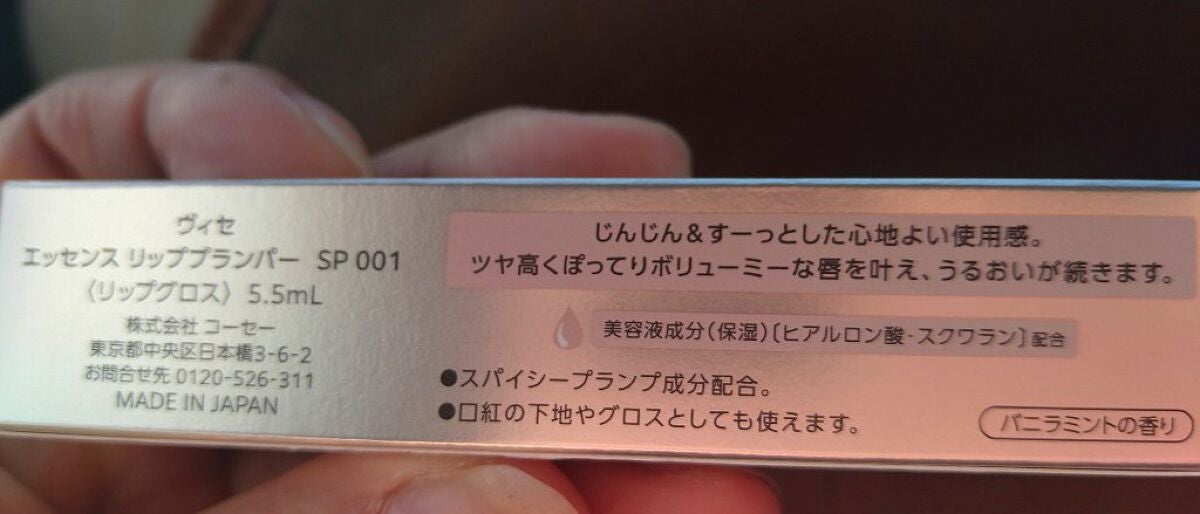 ヴィセ
エッセンス リッププランパー SP 001
〈リップグロス〉 5.5mL
株式会社 コーセー
東京都中央区日本橋3-6-2
お問合せ先 0120-526-311
MADE IN JAPAN
じんじん&すーっとした心地よい使用感。
ツヤ高くぽってりボリューミーな唇を叶え、うるおいが続きます。
美容液成分(保湿)〔ヒアルロン酸・スクワラン〕配合
●スパイシープランプ成分配合。
●口紅の下地やグロスとしても使えます。
バニラミントの香り